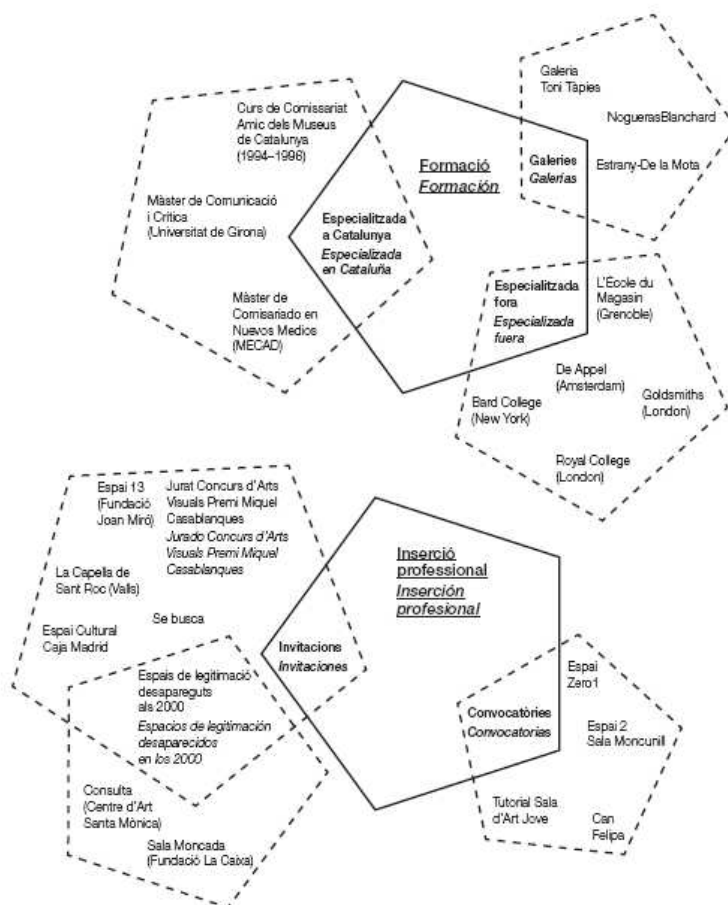 Curs de Comissariat
Amic dels Museus
de Catalunya
(1994–1996)
Màster de Comunicació
i Crítica
(Universitat de Girona)
Màster de
Comisariado en
Nuevos Medios
(MECAD)
Especialitzada
a Catalunya
Especializada
en Cataluña
Formació
Formación
Galeries
Galerías
Galeria
Toni Tàpies
NoguerasBlanchard
Estrany-De la Mota
Especialitzada
fora
Especializada
fuera
L'École du
Magasin
(Grenoble)
De Appel
(Amsterdam)
Bard College
(New York)
Goldsmiths
(London)
Royal College
(London)
Espai 13
(Fundació
Joan Miró)
Jurat Concurs d'Arts
Visuals Premi Miquel
Casablanques
Jurado Concurs d'Arts
Visuals Premi Miquel
Casablanques
La Capella de
Sant Roc (Valls)
Se busca
Espai Cultural
Caja Madrid
Invitacions
Invitaciones
Inserció
professional
Inserción
profesional
Espais de legitimació
desapareguts
als 2000
Espacios de legitimación
desaparecidos
en los 2000
Consulta
(Centre d'Art
Santa Mònica)
Sala Moncada
(Fundació La Caixa)
Convocatòries
Convocatorias
Espai
Zero1
Espai 2
Sala Moncunill
Tutorial Sala
d'Art Jove
Can
Felipa